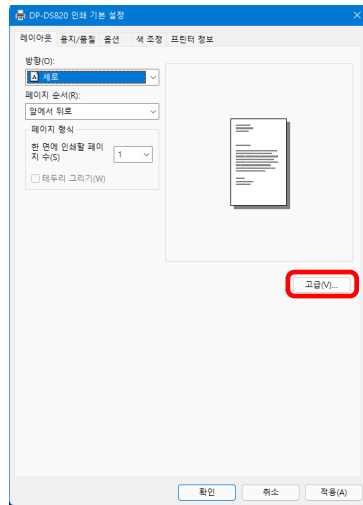 DP-DS820 인쇄 기본 설정
레이아웃 용지/품질 옵션 색 조정 프린터 정보
방향(O):
세로
페이지 순서(R):
앞에서 뒤로
페이지 형식
한 면에 인쇄할 페이
지 수(S)
1
테두리 그리기(W)
고급(V)...
확인 취소 적용(A)